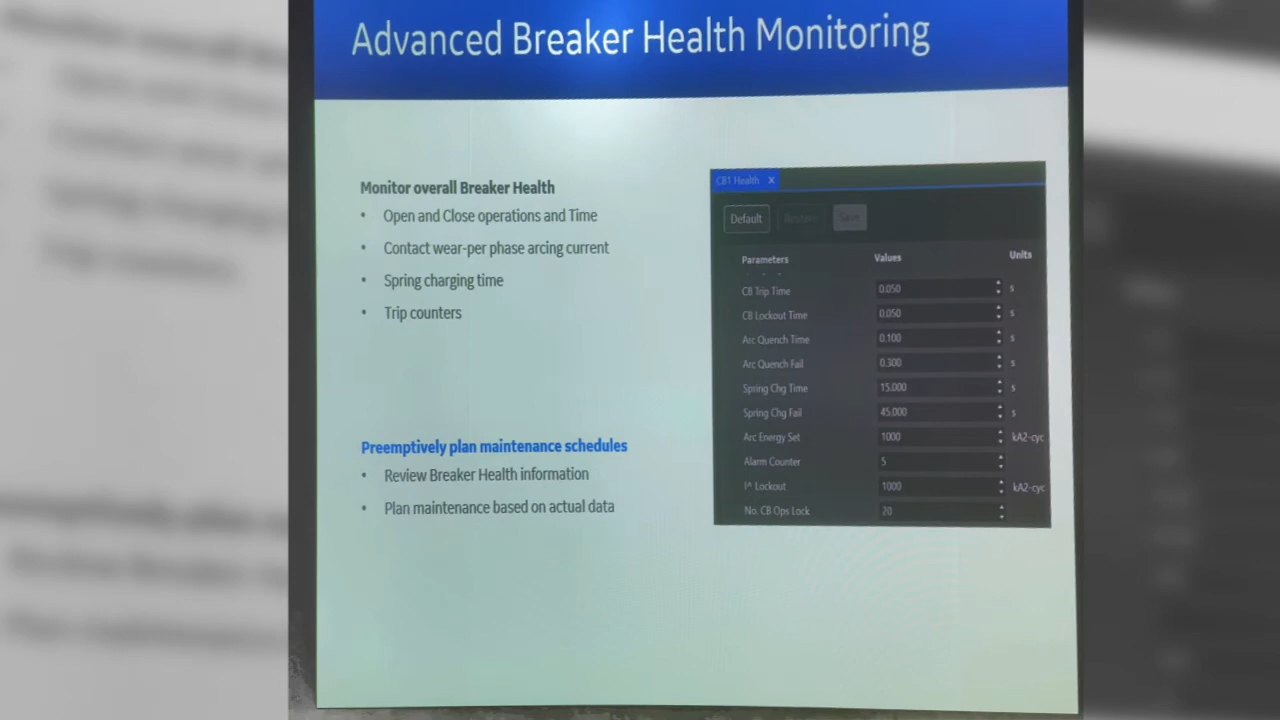 Advanced Breaker Health Monitoring
Monitor overall Breaker Health
• Open and Close operations and Time
• Contact wear-per phase arcing current
• Spring charging time
• Trip counters
Preemptively plan maintenance schedules
• Review Breaker Health information
• Plan maintenance based on actual data
CB1 Health X
Default Restore Save
Parameters Values Units
CB Trip Time 0.050 s
CB Lockout Time 0.050 s
Arc Quench Time 0.100 s
Arc Quench Fail 0.300 s
Spring Chg Time 15.000 s
Spring Chg Fail 45.000 s
Arc Energy Set 1000 kA2-cyc
Alarm Counter 5
I^ Lockout 1000 kA2-cyc
No. CB Ops Lock 20